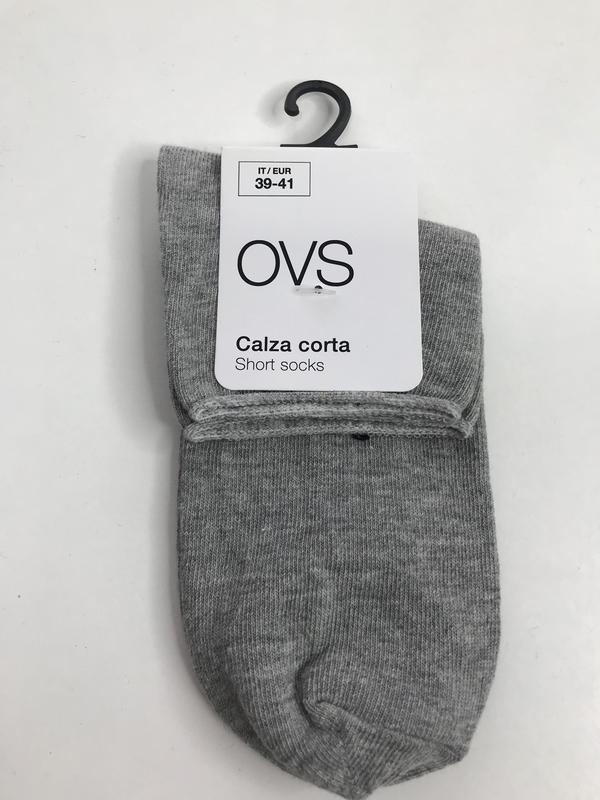 IT / EUR
39-41
OVS
Calza corta
Short socks